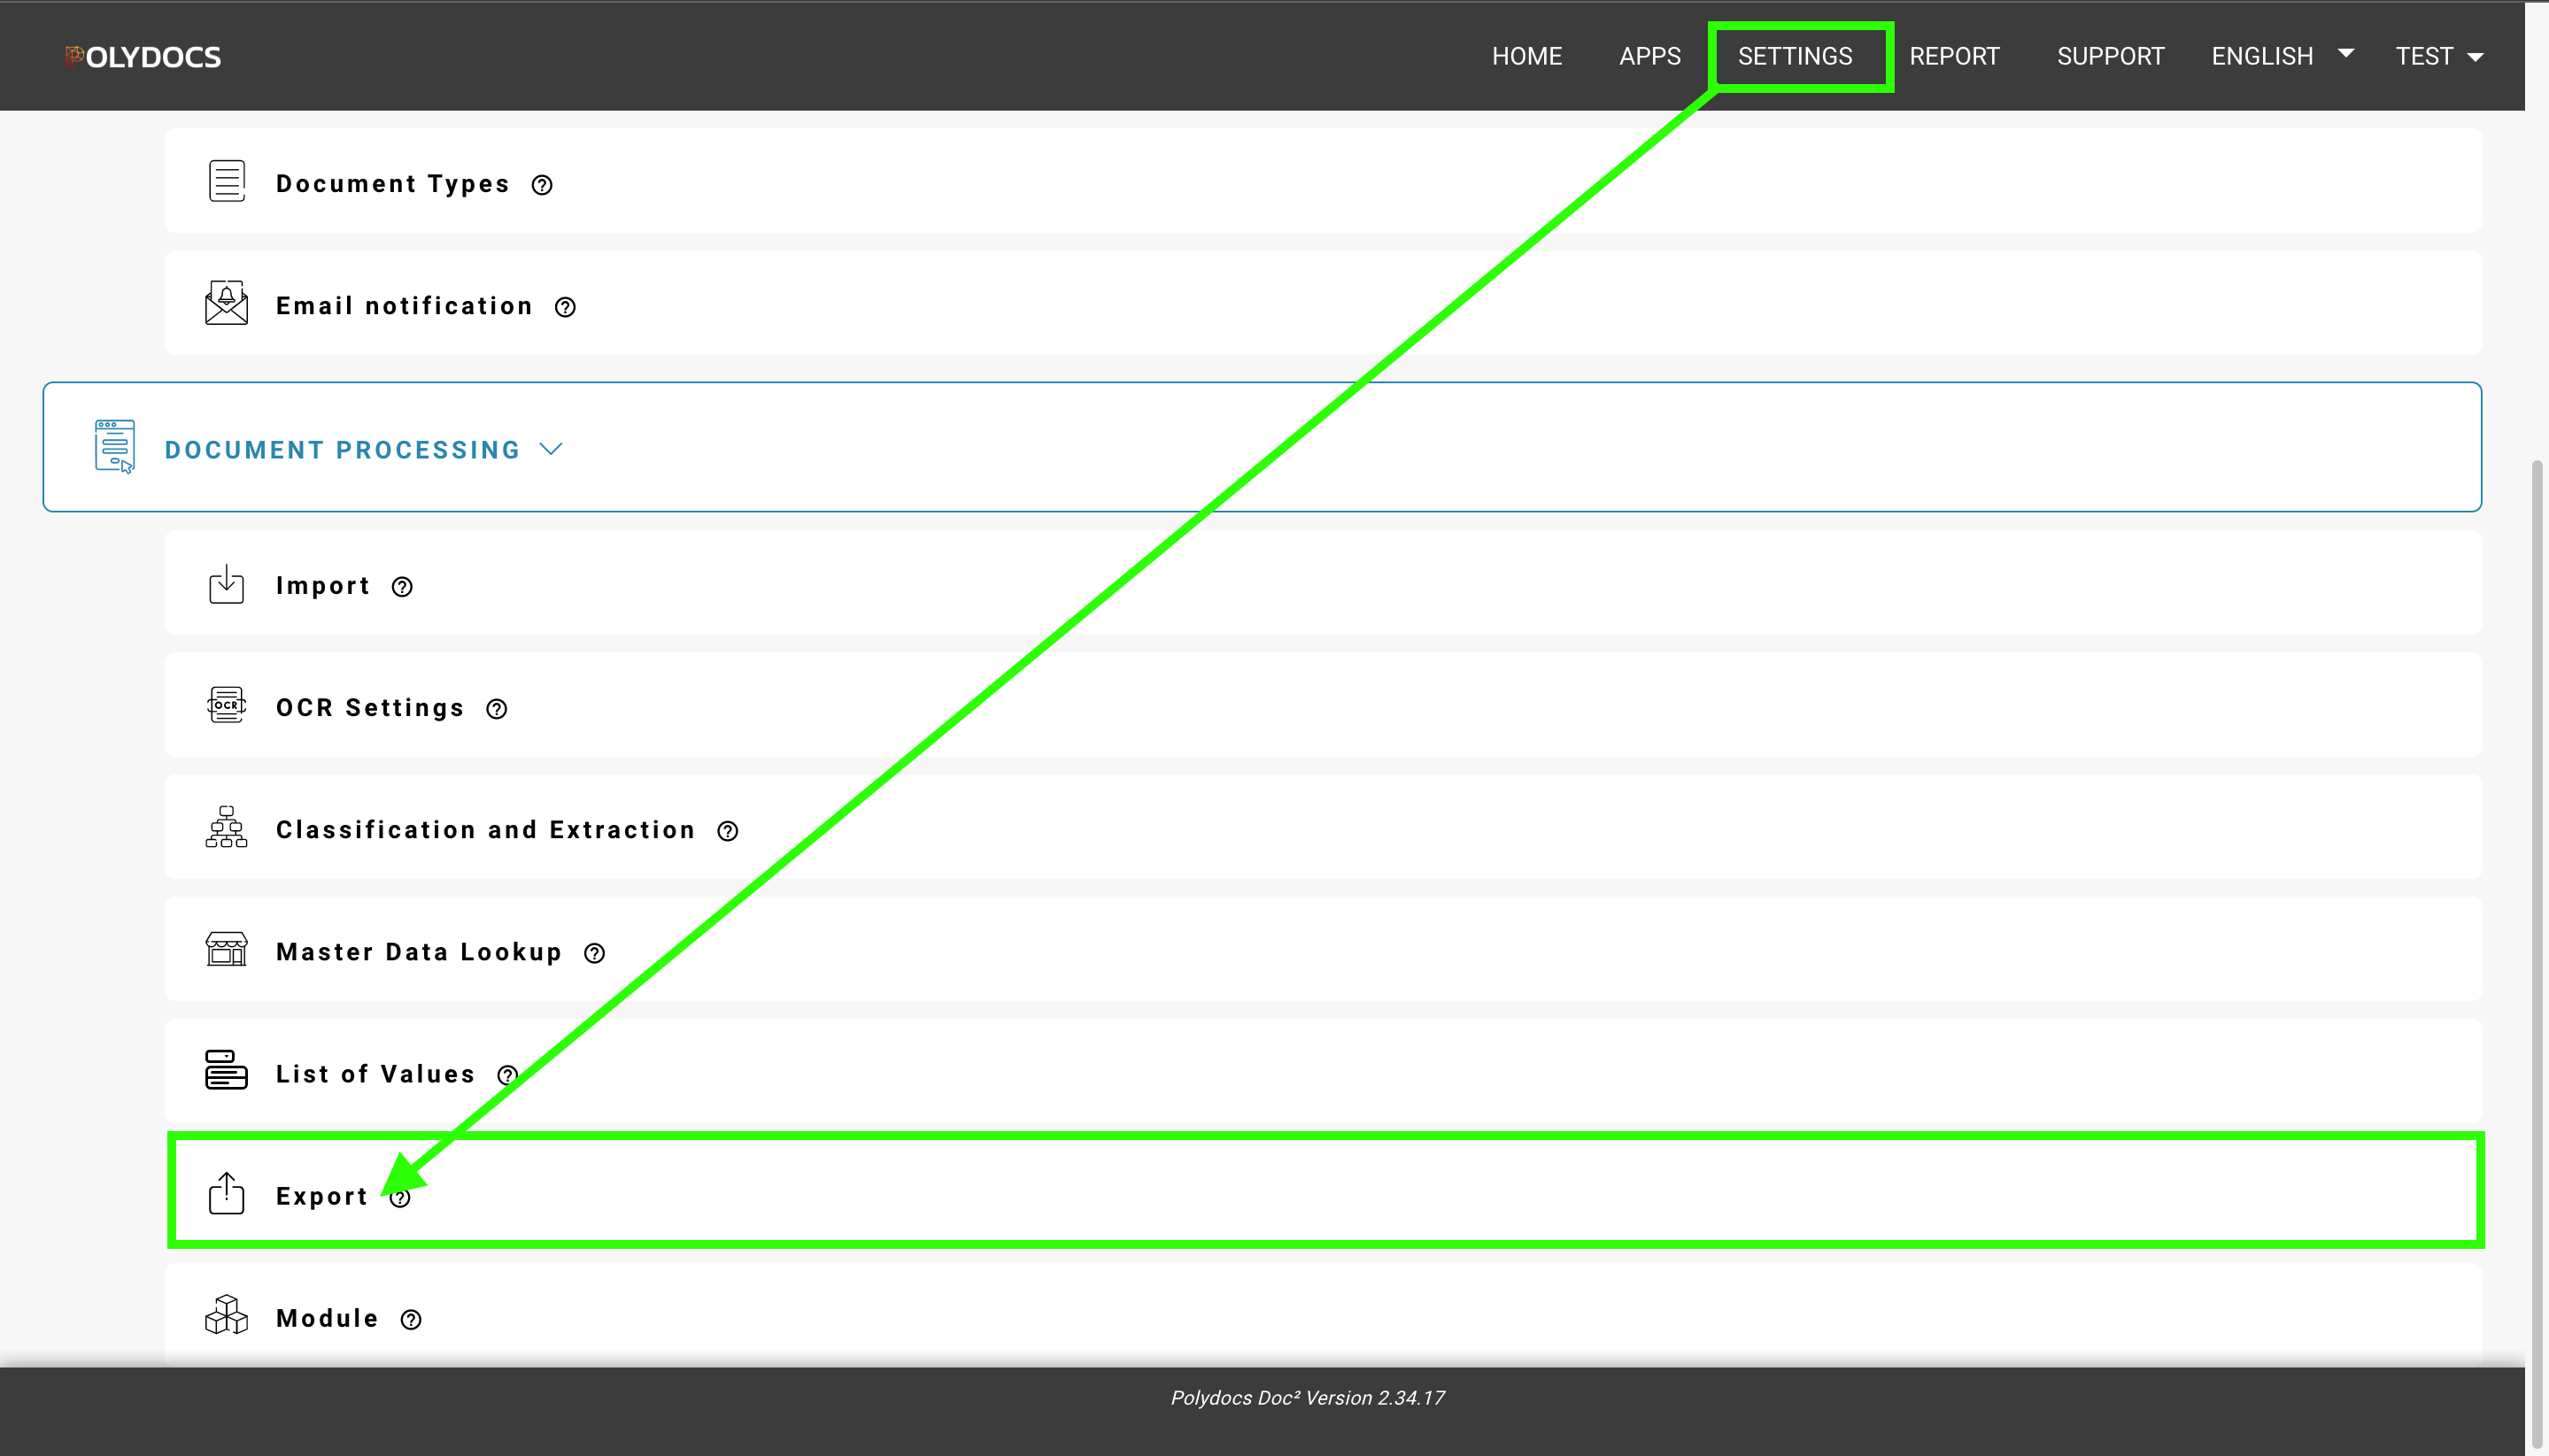 POLYDOCS
HOME APPS SETTINGS REPORT SUPPORT ENGLISH TEST
Document Types ?
Email notification ?
DOCUMENT PROCESSING
Import ?
OCR
OCR Settings ?
Classification and Extraction ?
Master Data Lookup ?
List of Values ?
Export ?
Module ?
Polydocs Doc² Version 2.34.17